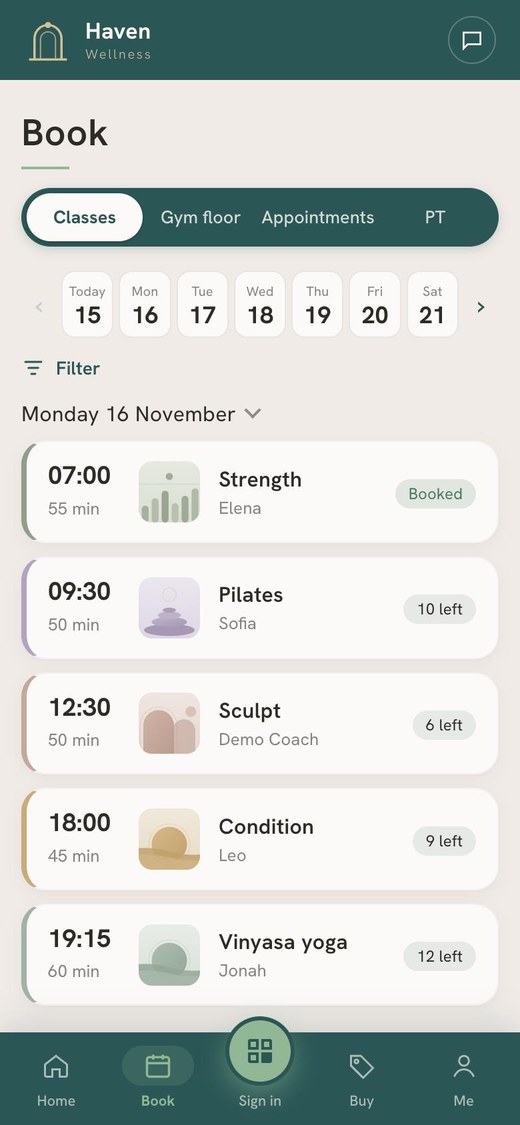 Haven
Wellness
Book
Classes Gym floor Appointments PT
Today Mon Tue Wed Thu Fri Sat
15 16 17 18 19 20 21
Filter
Monday 16 November
07:00 Strength
55 min Elena
Booked
09:30 Pilates
50 min Sofia
10 left
12:30 Sculpt
50 min Demo Coach
6 left
18:00 Condition
45 min Leo
9 left
19:15 Vinyasa yoga
60 min Jonah
12 left
Home Book Sign in Buy Me